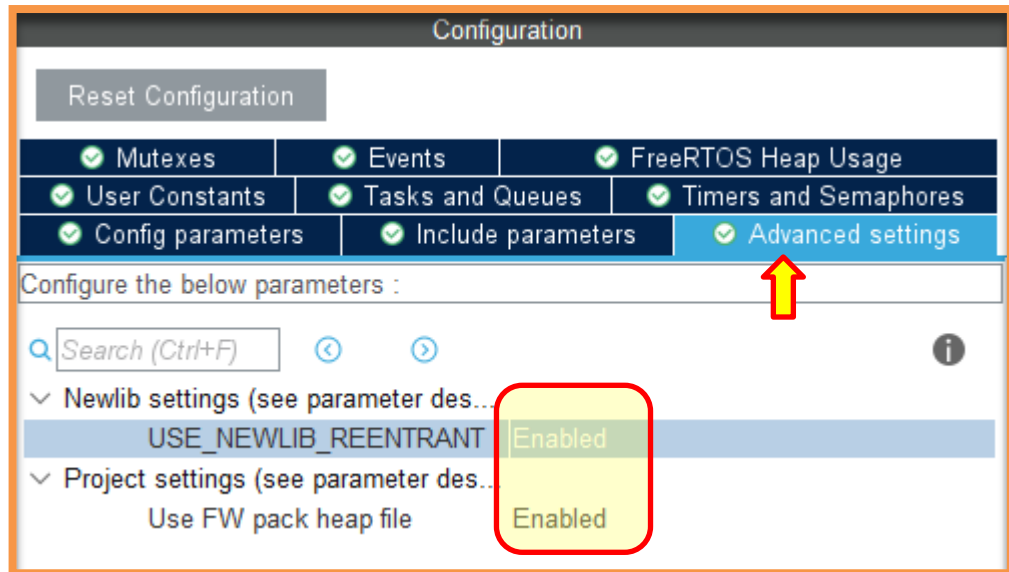 Configuration
Reset Configuration
Mutexes Events FreeRTOS Heap Usage
User Constants Tasks and Queues Timers and Semaphores
Config parameters Include parameters Advanced settings
Configure the below parameters :
Search (Ctrl+F)
Newlib settings (see parameter des...
USE_NEWLIB_REENTRANT Enabled
Project settings (see parameter des...
Use FW pack heap file Enabled